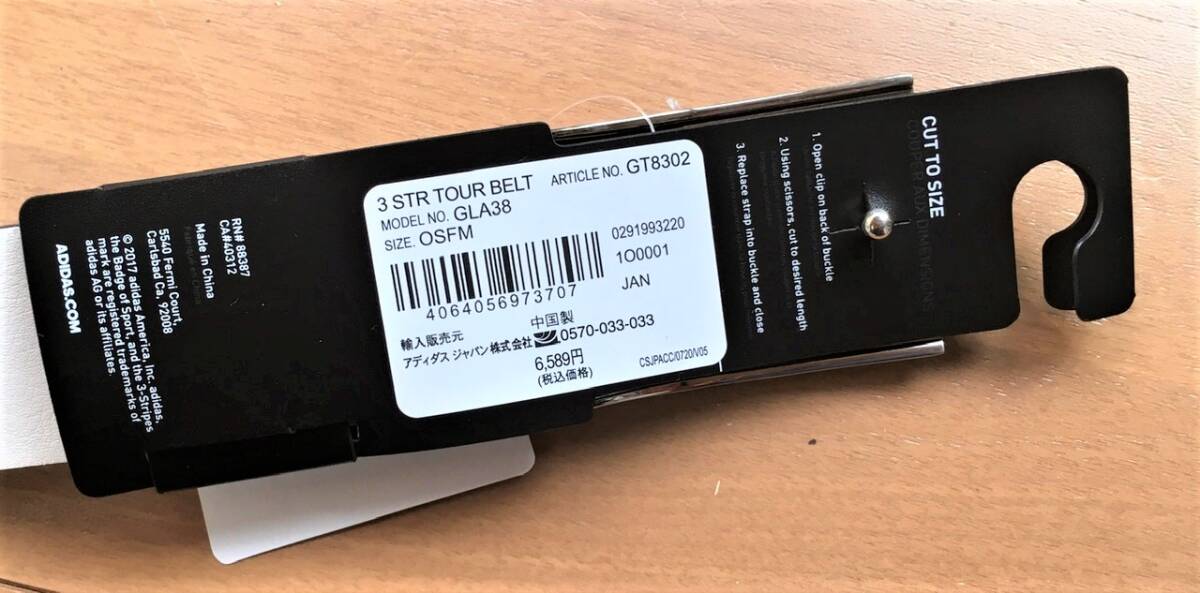 3 STR TOUR BELT ARTICLE NO. GT8302
MODEL NO. GLA38
SIZE. OSFM
0291993220
1O0001
JAN
4064056973707
中国製
輸入販売元
アディダス ジャパン株式会社 0570-033-033
6,589円
(税込価格)
CSJPACC/0720/V05
CUT TO SIZE
COUPER AUX DIMENSIONS
1. Open clip on back of buckle
2. Using scissors, cut to desired length
3. Replace strap into buckle and close
RN# 88387
CA#40312
Made in China
5540 Fermi Court,
Carlsbad Ca, 92008
© 2017 adidas America, Inc. adidas,
the Badge of Sport, and the 3-Stripes
mark are registered trademarks of
adidas AG or its affiliates.
ADIDAS.COM